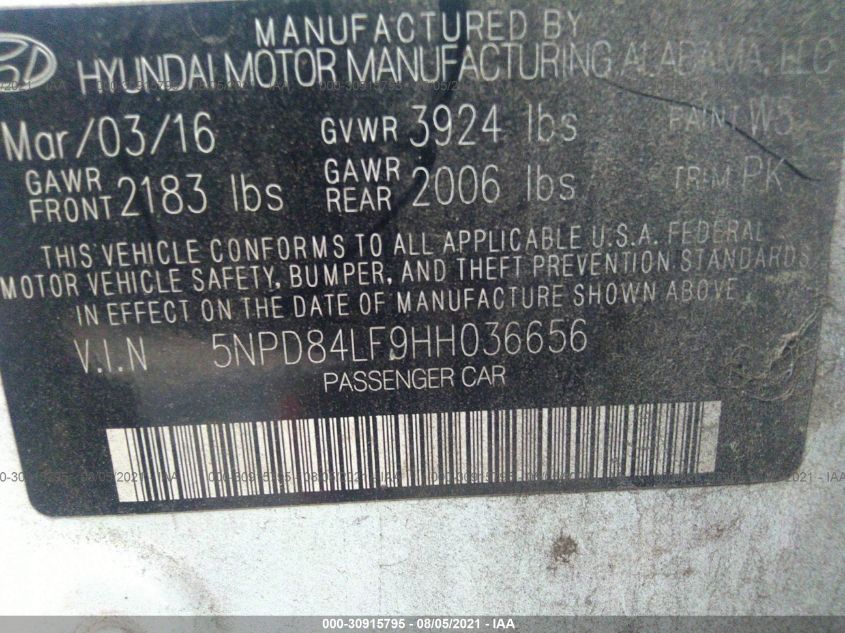 MANUFACTURED BY
HYUNDAI MOTOR MANUFACTURING ALABAMA, LLC
Mar/03/16 GVWR 3924 lbs PAINT W3
GAWR FRONT 2183 lbs GAWR REAR 2006 lbs TRIM PK
THIS VEHICLE CONFORMS TO ALL APPLICABLE U.S.A. FEDERAL
MOTOR VEHICLE SAFETY, BUMPER, AND THEFT PREVENTION STANDARDS
IN EFFECT ON THE DATE OF MANUFACTURE SHOWN ABOVE
V.I.N 5NPD84LF9HH036656
PASSENGER CAR
000-30915795 - 08/05/2021 - IAA